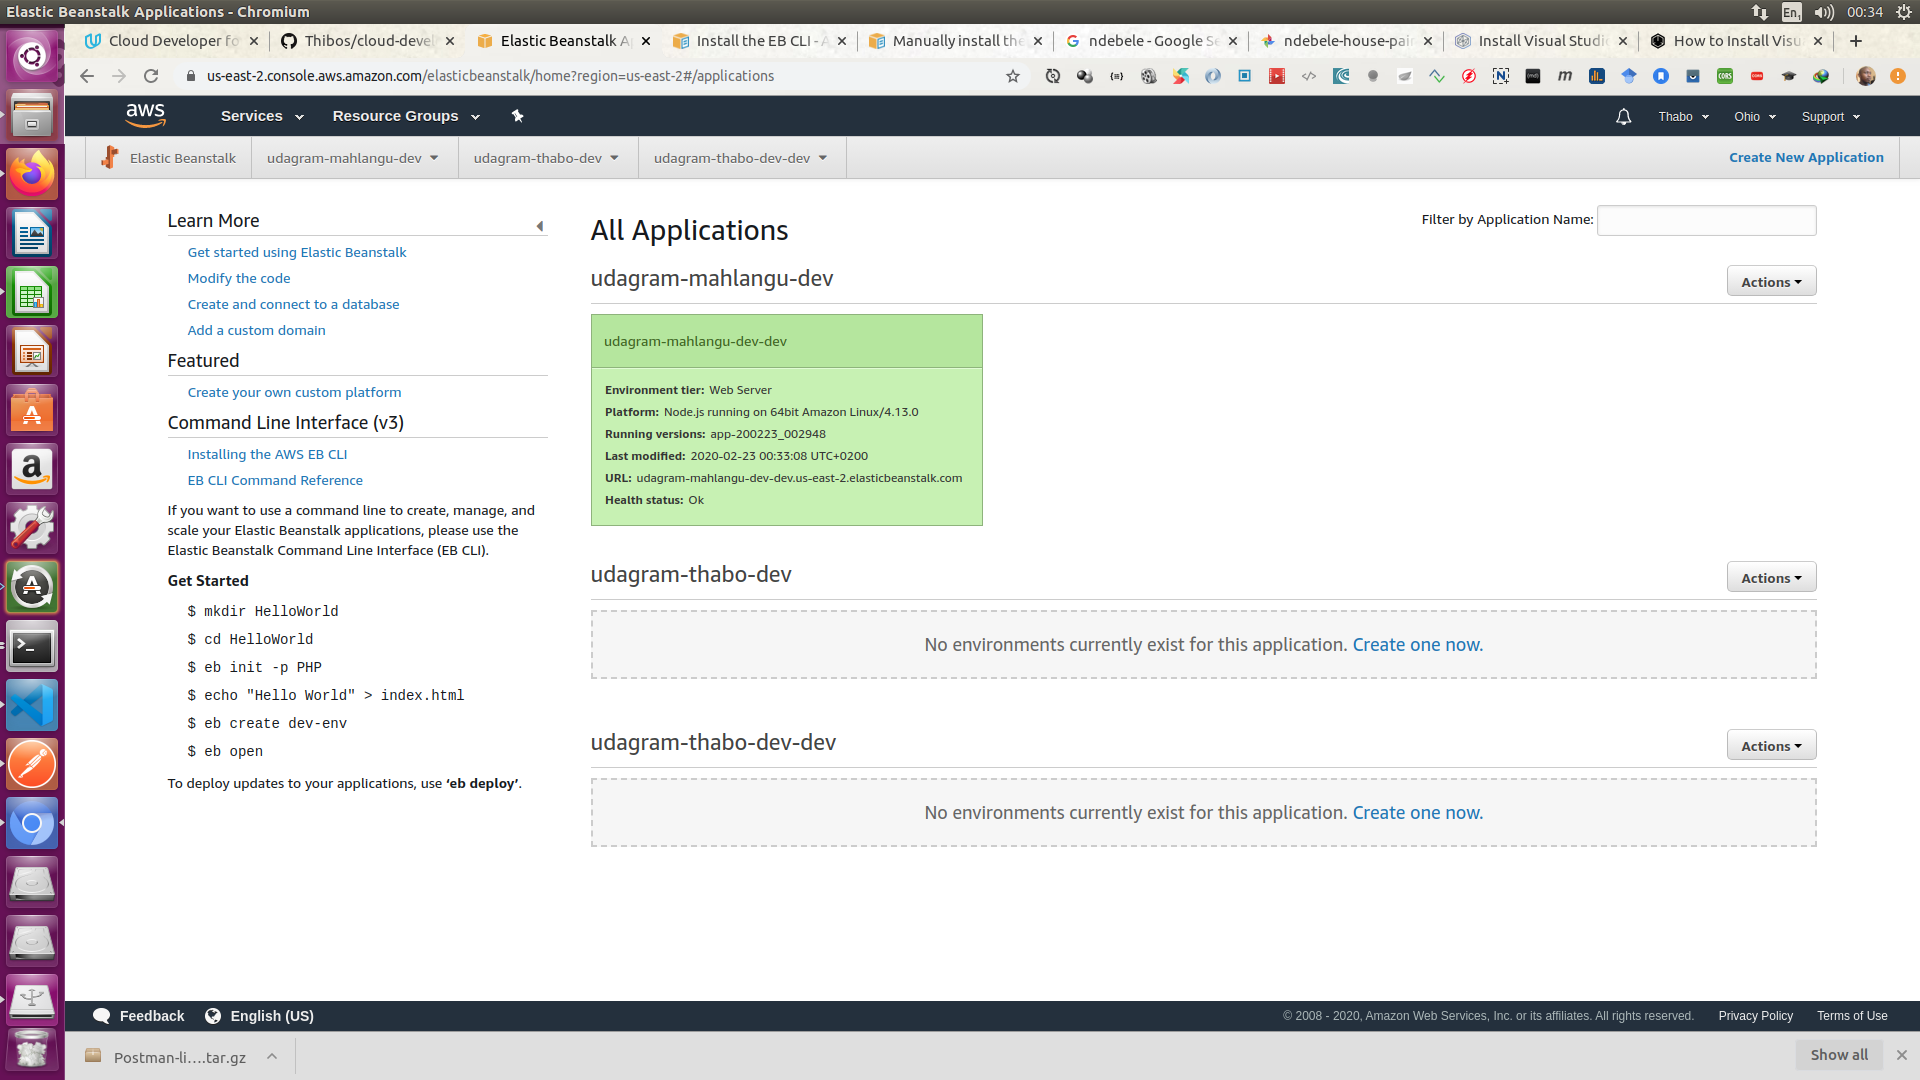 Elastic Beanstalk Applications - Chromium
En1 00:34
Cloud Developer fo
Thibos/cloud-devel
Elastic Beanstalk A
Install the EB CLI - A
Manually install the
ndebele - Google Se
ndebele-house-pain
Install Visual Studio
How to Install Visu
us-east-2.console.aws.amazon.com/elasticbeanstalk/home?region=us-east-2#/applications
aws Services Resource Groups Thabo Ohio Support
Elastic Beanstalk udagram-mahlangu-dev udagram-thabo-dev udagram-thabo-dev-dev Create New Application
Learn More
Get started using Elastic Beanstalk
Modify the code
Create and connect to a database
Add a custom domain
Featured
Create your own custom platform
Command Line Interface (v3)
Installing the AWS EB CLI
EB CLI Command Reference
If you want to use a command line to create, manage, and
scale your Elastic Beanstalk applications, please use the
Elastic Beanstalk Command Line Interface (EB CLI).
Get Started
$ mkdir HelloWorld
$ cd HelloWorld
$ eb init -p PHP
$ echo "Hello World" > index.html
$ eb create dev-env
$ eb open
To deploy updates to your applications, use ‘eb deploy’.
All Applications
Filter by Application Name:
udagram-mahlangu-dev
Actions
udagram-mahlangu-dev-dev
Environment tier: Web Server
Platform: Node.js running on 64bit Amazon Linux/4.13.0
Running versions: app-200223_002948
Last modified: 2020-02-23 00:33:08 UTC+0200
URL: udagram-mahlangu-dev-dev.us-east-2.elasticbeanstalk.com
Health status: Ok
udagram-thabo-dev
Actions
No environments currently exist for this application. Create one now.
udagram-thabo-dev-dev
Actions
No environments currently exist for this application. Create one now.
Feedback English (US) © 2008 - 2020, Amazon Web Services, Inc. or its affiliates. All rights reserved. Privacy Policy Terms of Use
Postman-li....tar.gz Show all